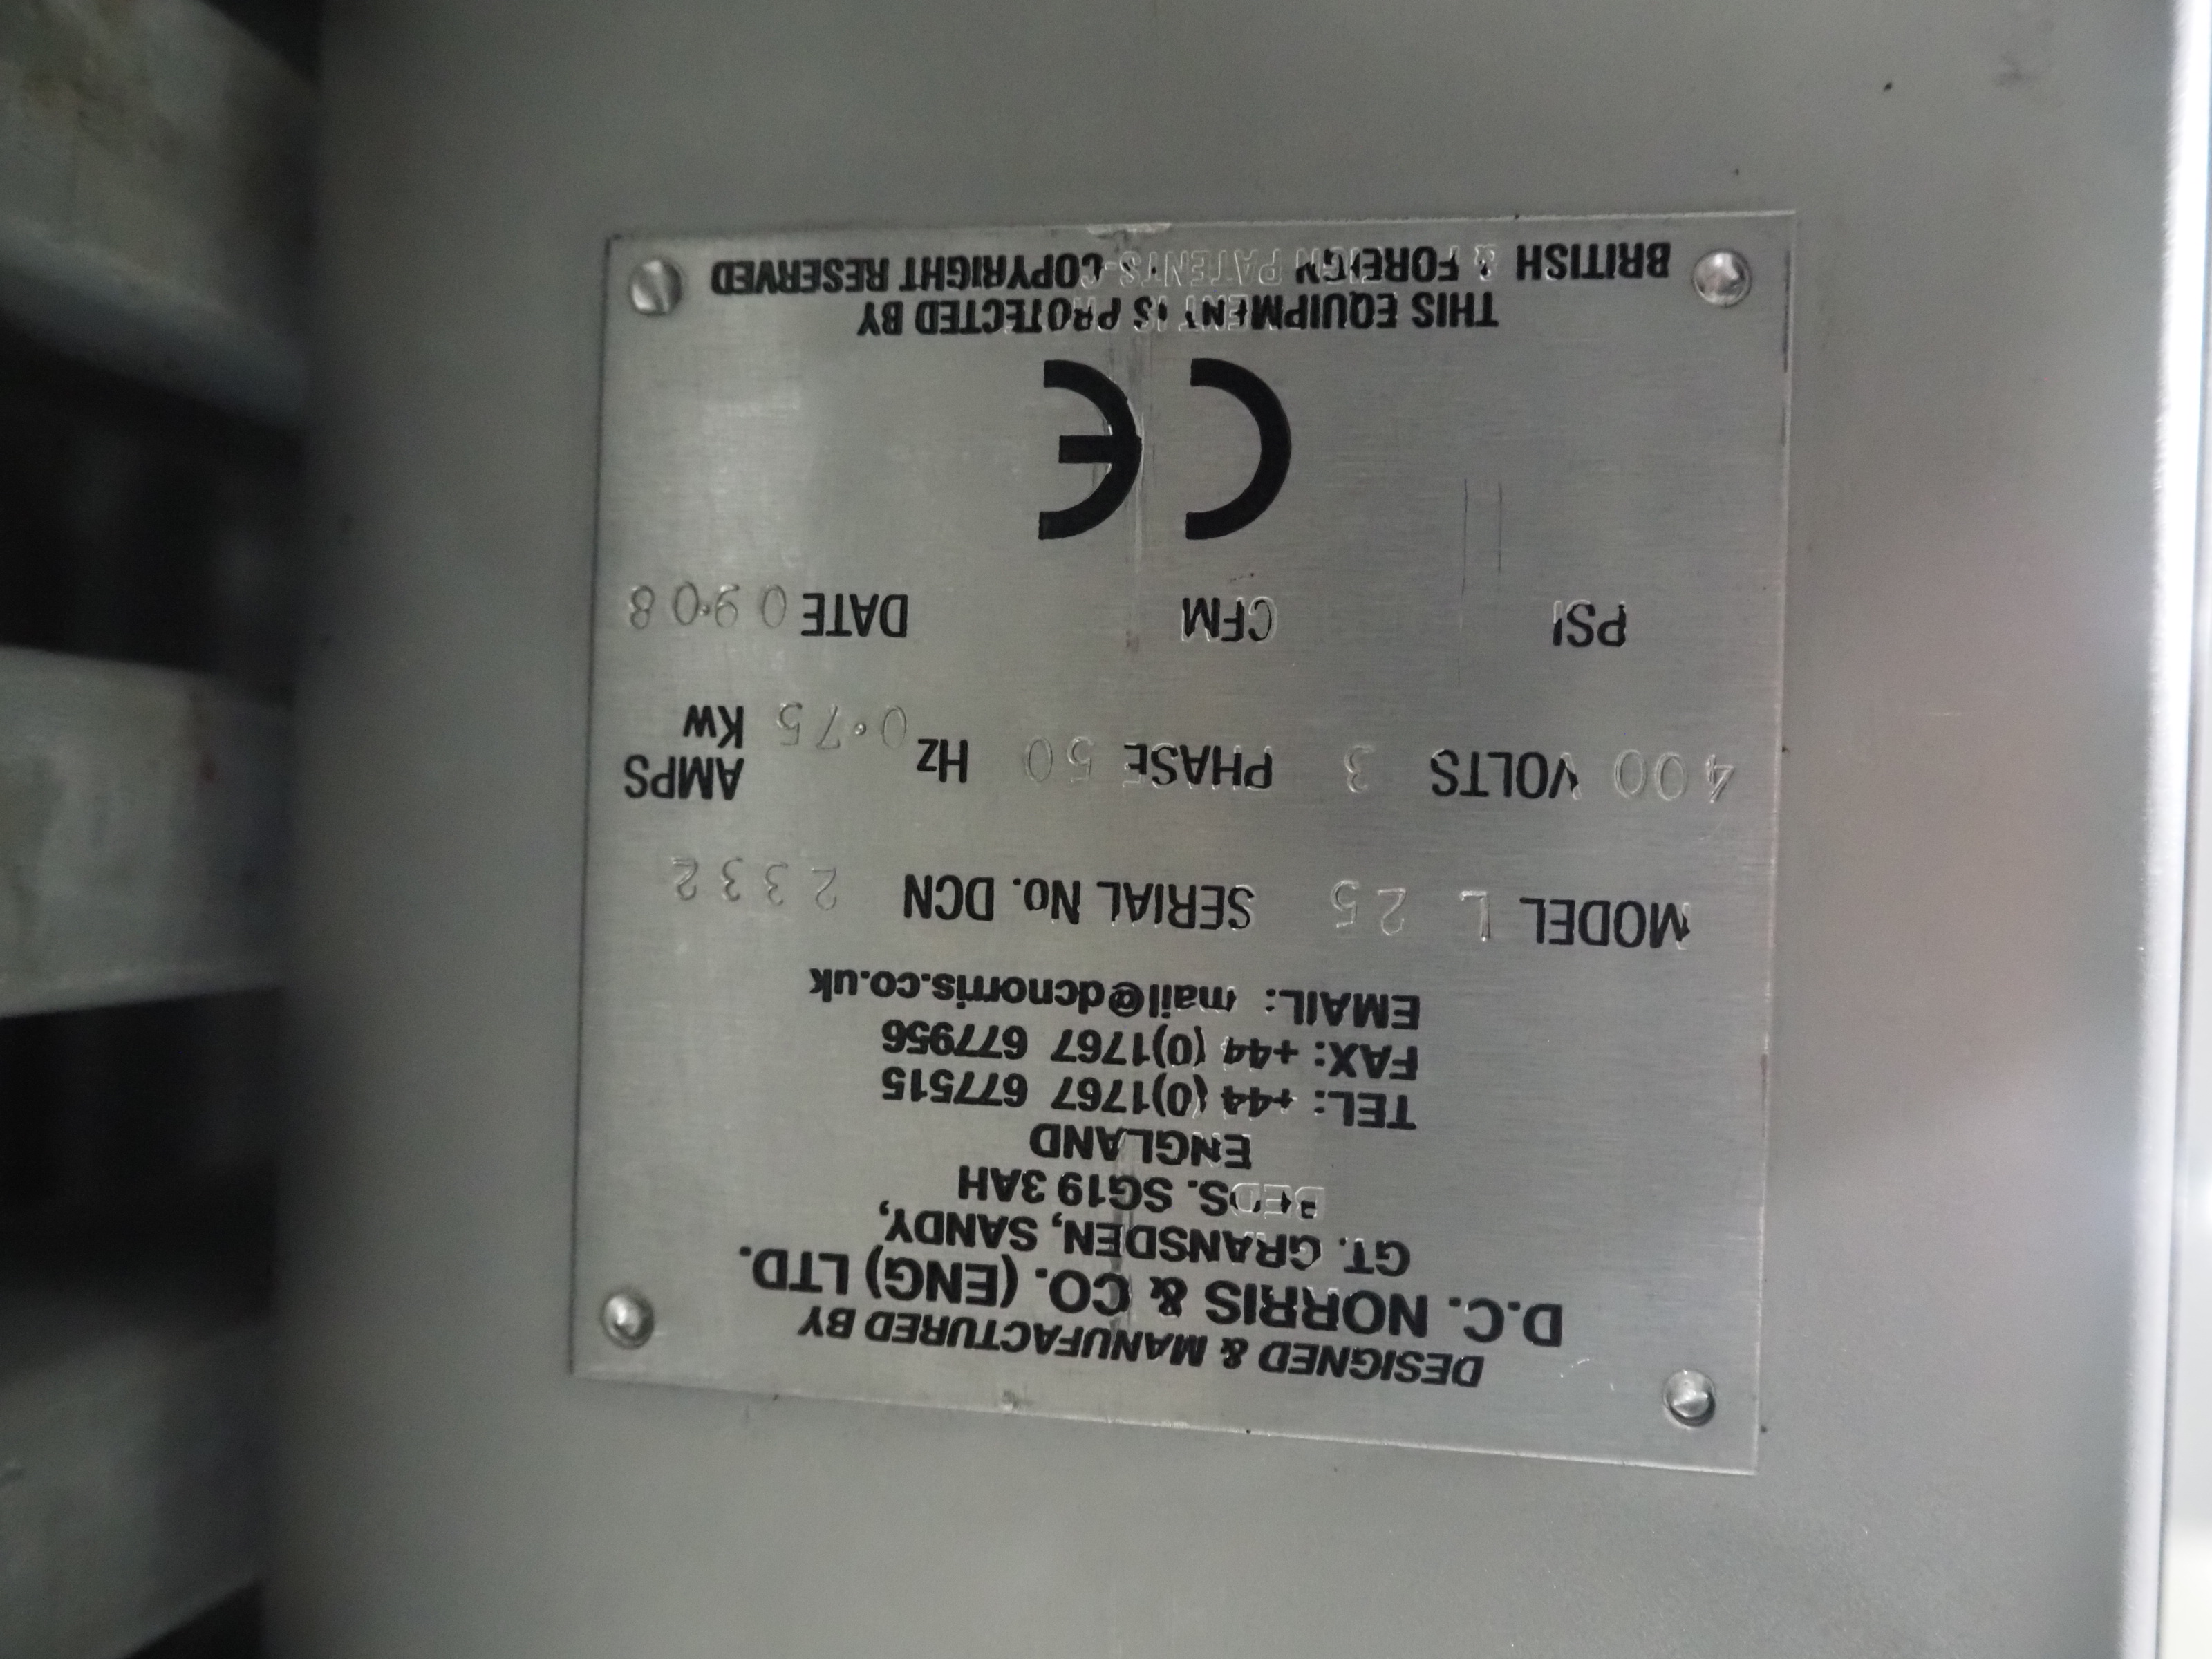 DESIGNED & MANUFACTURED BY
D.C. NORRIS & CO. (ENG) LTD.
GT. GRANSDEN, SANDY,
BEDS. SG19 3AH
ENGLAND
TEL: +44 (0)1767 677515
FAX: +44 (0)1767 677956
EMAIL: mail@dcnorris.co.uk
MODEL L 25 SERIAL No. DCN 2332
400 VOLTS 3 PHASE 50 Hz 0.75 AMPS
Kw
PSI CFM DATE 09.08
CE
THIS EQUIPMENT IS PROTECTED BY
BRITISH & FOREIGN PATENTS-COPYRIGHT RESERVED